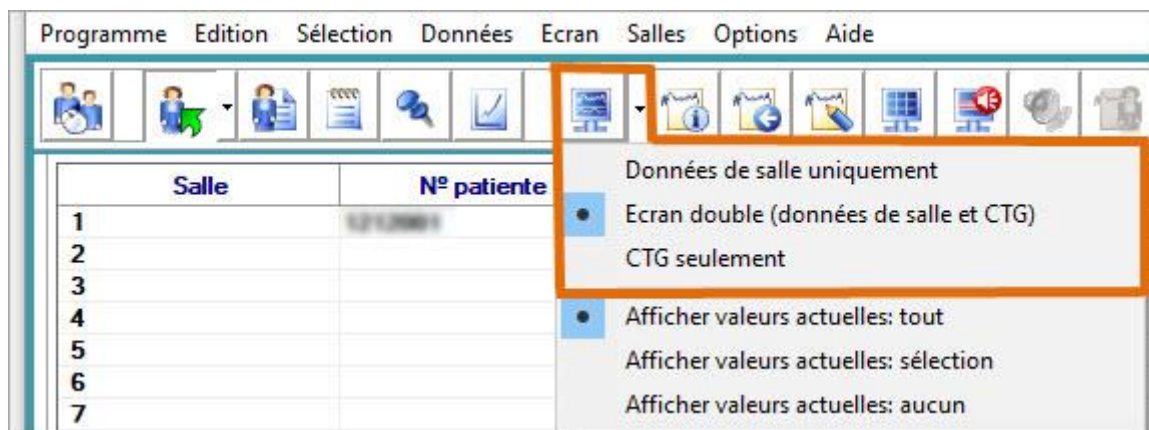 Programme Edition Sélection Données Ecran Salles Options Aide
Salle Nº patiente
1
2
3
4
5
6
7
Données de salle uniquement
Ecran double (données de salle et CTG)
CTG seulement
Afficher valeurs actuelles: tout
Afficher valeurs actuelles: sélection
Afficher valeurs actuelles: aucun